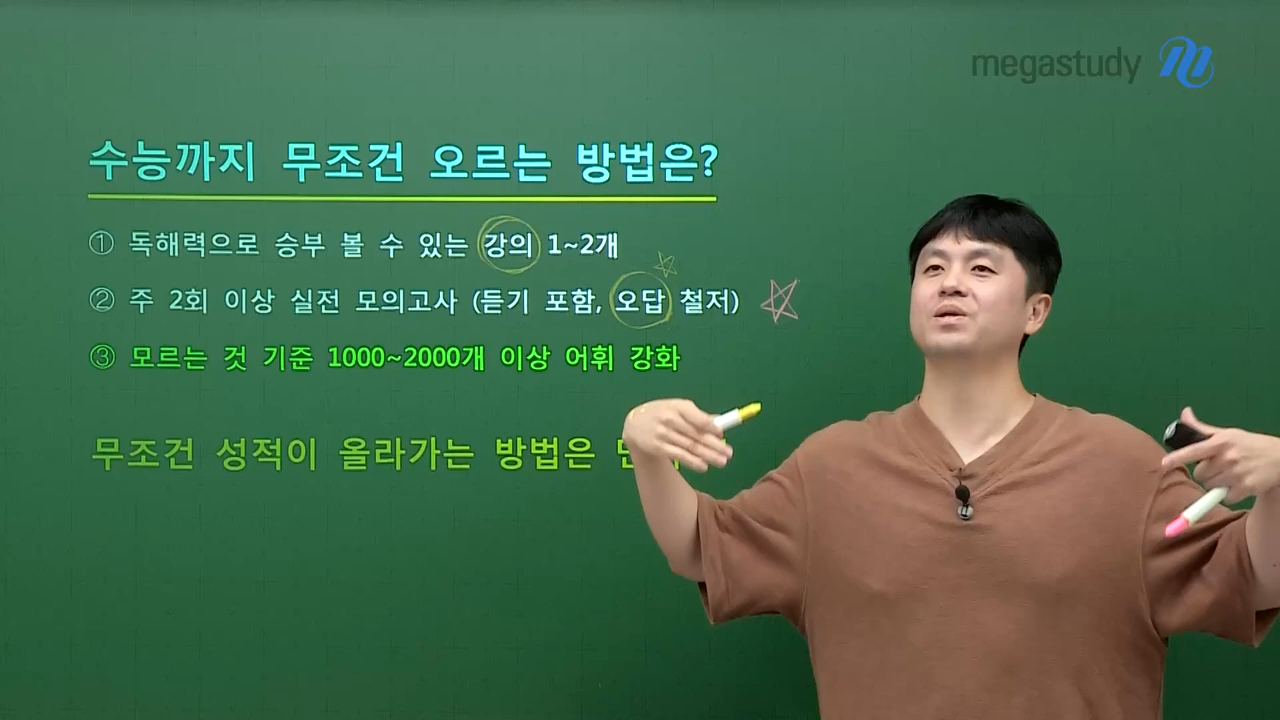 megastudy
수능까지 무조건 오르는 방법은?
① 독해력으로 승부 볼 수 있는 강의 1~2개
② 주 2회 이상 실전 모의고사 (듣기 포함, 오답 철저)
③ 모르는 것 기준 1000~2000개 이상 어휘 강화
무조건 성적이 올라가는 방법은